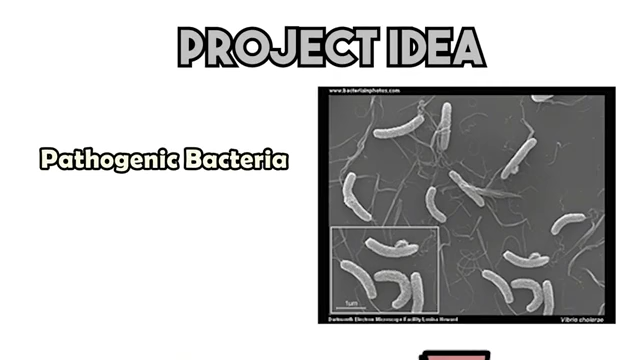 PROJECT IDEA
www.bacteriainphotos.com
Pathogenic Bacteria
1um
Dartmouth Electron Microscope Facility/Louisa Howard
Vibrio cholerae